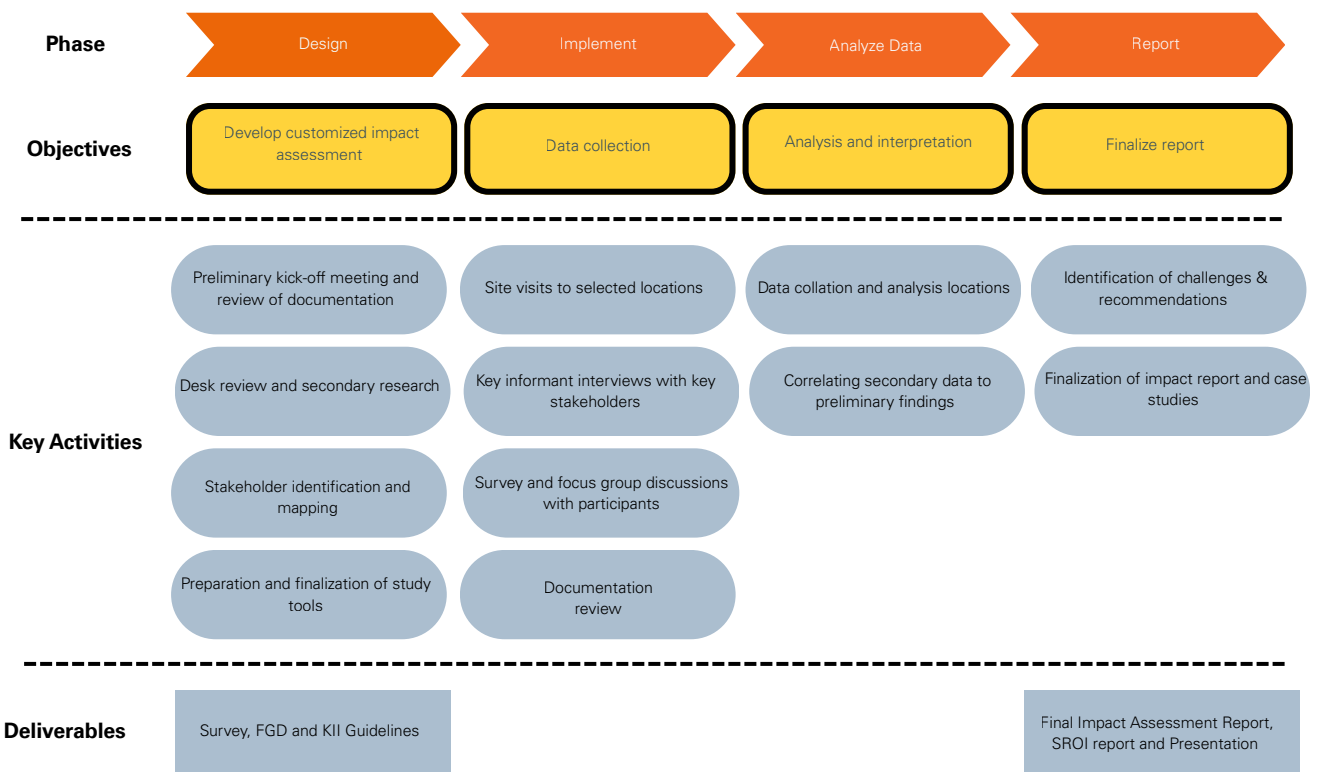 Phase
Design
Implement
Analyze Data
Report
Objectives
Develop customized impact
assessment
Data collection
Analysis and interpretation
Finalize report
Key Activities
Preliminary kick-off meeting and
review of documentation
Site visits to selected locations
Data collation and analysis locations
Identification of challenges &
recommendations
Desk review and secondary research
Key informant interviews with key
stakeholders
Correlating secondary data to
preliminary findings
Finalization of impact report and case
studies
Stakeholder identification and
mapping
Survey and focus group discussions
with participants
Preparation and finalization of study
tools
Documentation
review
Deliverables
Survey, FGD and KII Guidelines
Final Impact Assessment Report,
SROI report and Presentation